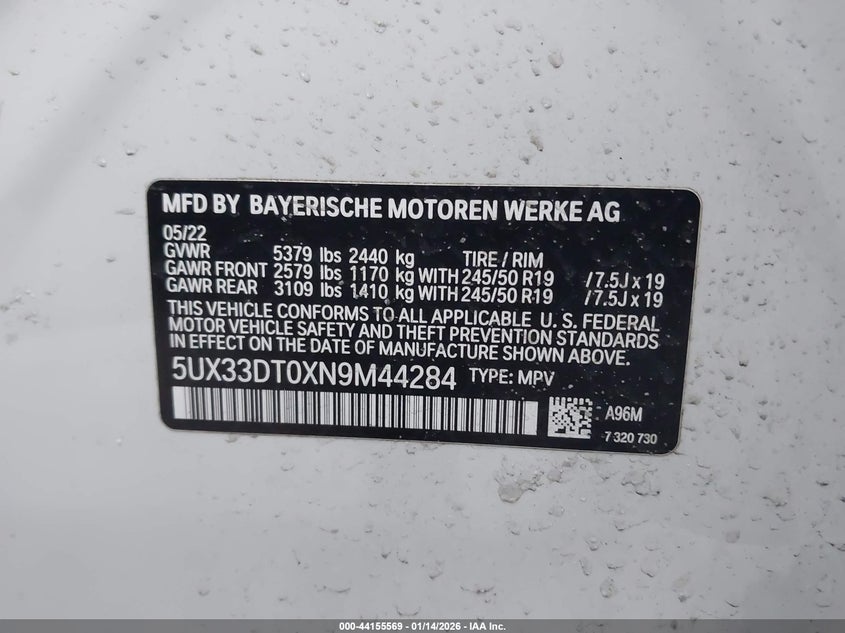 MFD BY BAYERISCHE MOTOREN WERKE AG
05/22
GVWR 5379 lbs 2440 kg TIRE / RIM
GAWR FRONT 2579 lbs 1170 kg WITH 245/50 R19 /7.5J x 19
GAWR REAR 3109 lbs 1410 kg WITH 245/50 R19 /7.5J x 19
THIS VEHICLE CONFORMS TO ALL APPLICABLE U. S. FEDERAL
MOTOR VEHICLE SAFETY AND THEFT PREVENTION STANDARDS
IN EFFECT ON THE DATE OF MANUFACTURE SHOWN ABOVE:
5UX33DT0XN9M44284 TYPE: MPV
A96M
7 320 730
000-44155569 - 01/14/2026 - IAA Inc.